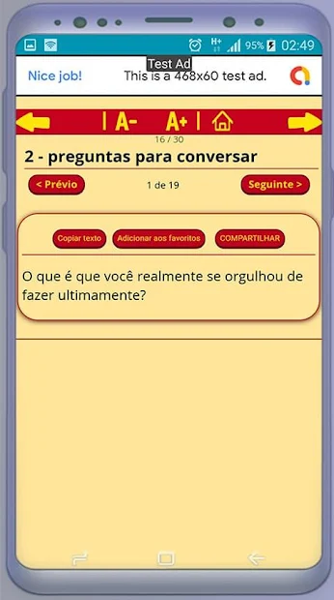 H+
95%
02:49
Test Ad
Nice job!
This is a 468x60 test ad.
| A-
A+ |
16 / 30
2 - preguntas para conversar
< Prévio
1 de 19
Seguinte >
Copiar texto
Adicionar aos favoritos
COMPARTILHAR
O que é que você realmente se orgulhou de
fazer ultimamente?